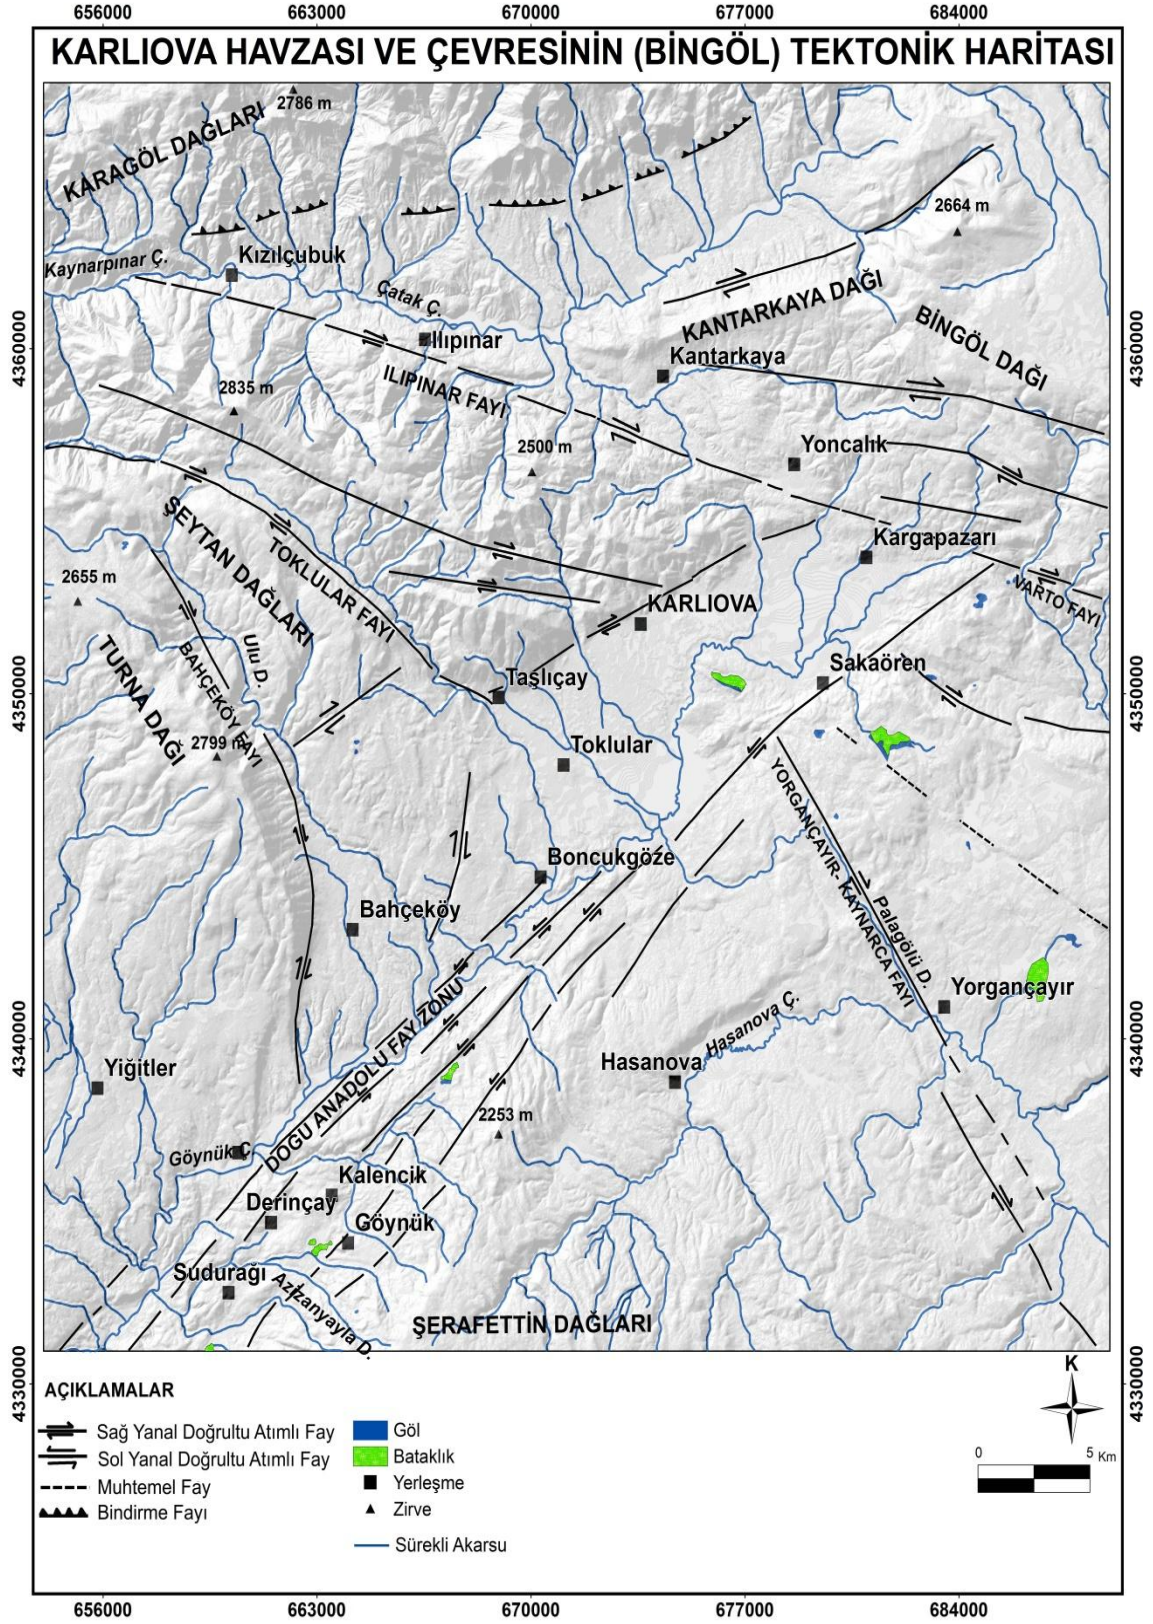 656000 663000 670000 677000 684000
KARLIOVA HAVZASI VE ÇEVRESİNİN (BİNGÖL) TEKTONİK HARİTASI
2786 m
KARAGÖL DAĞLARI
2664 m
Kaynarpınar Ç.
Kızılçubuk
Çatak Ç.
KANTARKAYA DAĞI
BİNGÖL DAĞI
4360000
Ilıpınar
4360000
Kantarkaya
ILIPINAR FAYI
2835 m
2500 m
Yoncalık
ŞEYTAN DAĞLARI
TOKLULAR FAYI
Kargapazarı
2655 m
VARTO FAYI
KARLIOVA
TURNA DAĞI
BAHÇEKÖY FAYI
Ulu D.
Taşlıçay
Sakaören
4350000
4350000
2799 m
Toklular
YORGANÇAYIR- KAYNARCA FAYI
Boncukgöze
Bahçeköy
Palagölü D.
Yorgançayır
DOĞU ANADOLU FAY ZONU
Hasanova Ç.
4340000
4340000
Yiğitler
Hasanova
2253 m
Göynük Ç.
Kalencik
Derinçay
Göynük
Sudurağı
Azizanyayla D.
ŞERAFETTİN DAĞLARI
4330000
4330000
AÇIKLAMALAR
K
Sağ Yanal Doğrultu Atımlı Fay
Göl
Sol Yanal Doğrultu Atımlı Fay
Bataklık
0 5 Km
Muhtemel Fay
Yerleşme
Bindirme Fayı
Zirve
Sürekli Akarsu
656000 663000 670000 677000 684000